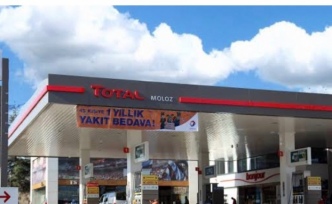 TOTAL MOLOZ
1 YILLIK
YAKIT BEDAVA!
bonjour